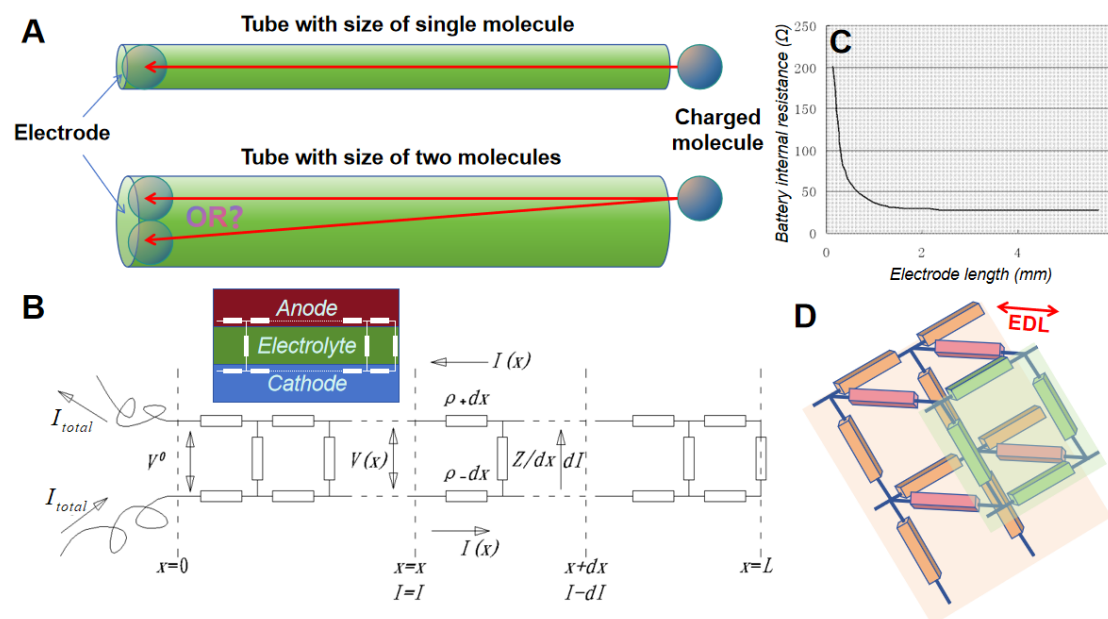 A
Tube with size of single molecule
Electrode
Charged
molecule
Tube with size of two molecules
OR?
B
Anode
Electrolyte
Cathode
I(x)
ρ+dx
I total
V⁰
V(x)
Z/dx
dI
ρ-dx
I total
I(x)
x=0
x=x
I=I
x+dx
I-dI
x=L
C
Battery internal resistance (Ω)
250
200
150
100
50
0
0
2
4
Electrode length (mm)
D
EDL